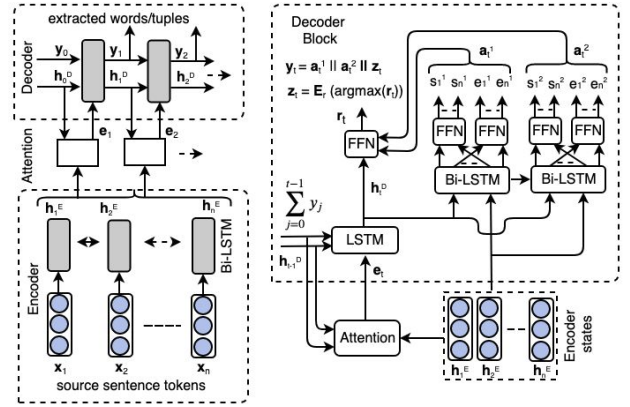 extracted words/tuples
Decoder
y₀ y₁ y₂
h₀ᴰ h₁ᴰ h₂ᴰ
e₁ e₂
Attention
h₁ᴱ h₂ᴱ hₙᴱ
Encoder
Bi-LSTM
x₁ x₂ xₙ
source sentence tokens
Decoder
Block
yₜ = aₜ¹ || aₜ² || zₜ
zₜ = Eᵣ (argmax(rₜ))
rₜ
FFN
aₜ¹ aₜ²
s₁¹ sₙ¹ e₁¹ eₙ¹ s₁² sₙ² e₁² eₙ²
FFN FFN FFN FFN
Bi-LSTM Bi-LSTM
hₜᴰ
t−1
∑ yⱼ
j=0
LSTM
hₜ₋₁ᴰ
eₜ
Attention
h₁ᴱ h₂ᴱ hₙᴱ
Encoder
states